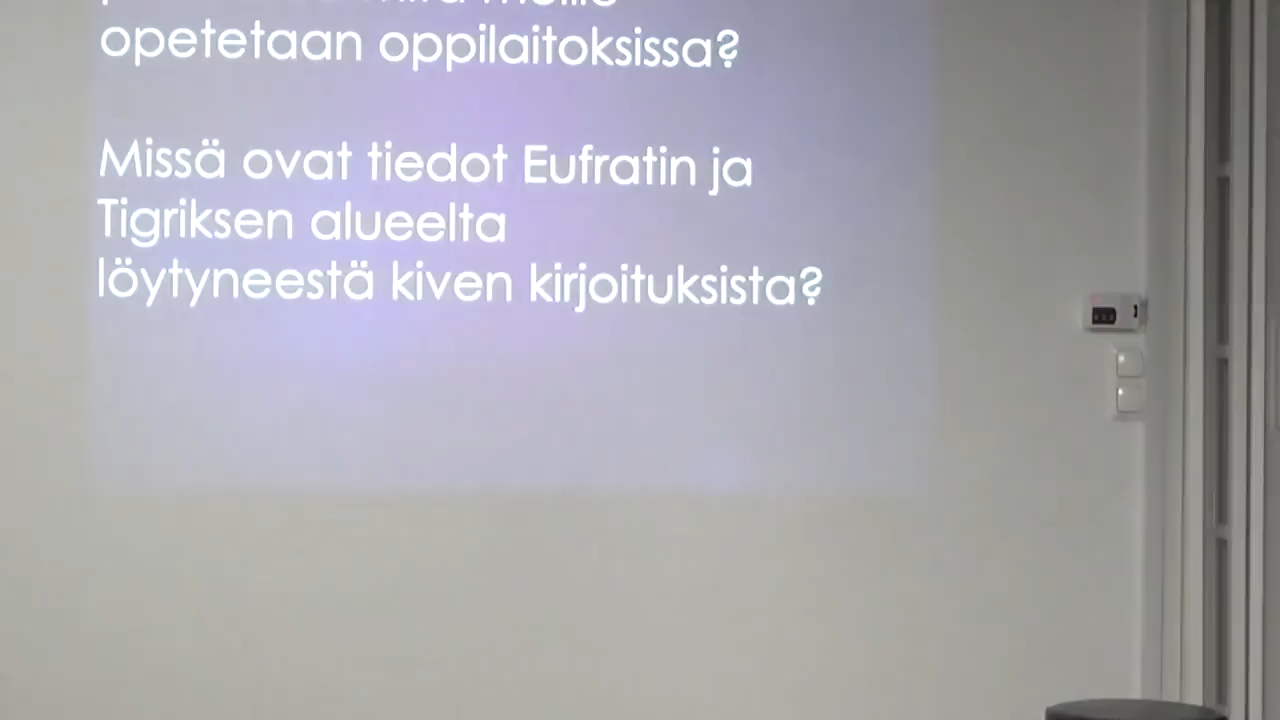 opetetaan oppilaitoksissa?
Missä ovat tiedot Eufratin ja
Tigriksen alueelta
löytyneestä kiven kirjoituksista?